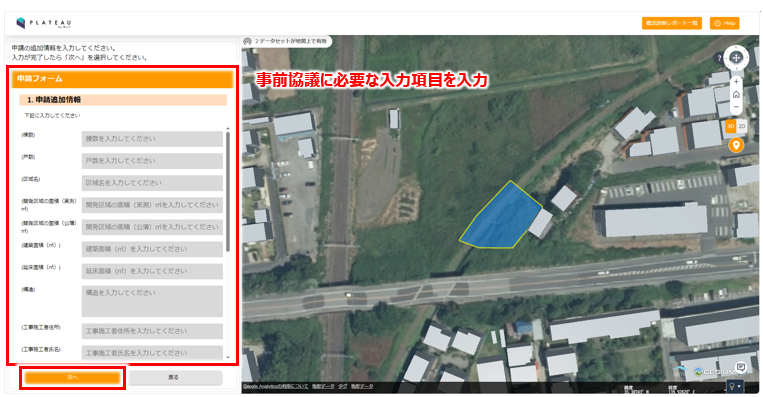 PLATEAU
by MLIT
概況診断レポート一覧
Help
申請の追加情報を入力してください。
入力が完了したら「次へ」を選択してください。
2 データセットが地図上で有効
申請フォーム
事前協議に必要な入力項目を入力
1. 申請追加情報
下記に入力してください
(棟数)
棟数を入力してください
(戸数)
戸数を入力してください
(区域名)
区域名を入力してください
(開発区域の面積（実測）㎡)
開発区域の面積（実測）㎡を入力してください
(開発区域の面積（公簿）㎡)
開発区域の面積（公簿）㎡を入力してください
(建築面積（㎡）)
建築面積（㎡）を入力してください
(延床面積（㎡）)
延床面積（㎡）を入力してください
(構造)
構造を入力してください
(工事施工者住所)
工事施工者住所を入力してください
(工事施工者氏名)
工事施工者氏名を入力してください
次へ
戻る
3D 2D
CESIUM
Google Analyticsの利用について 地形データ タグ 地形データ
緯度
経度